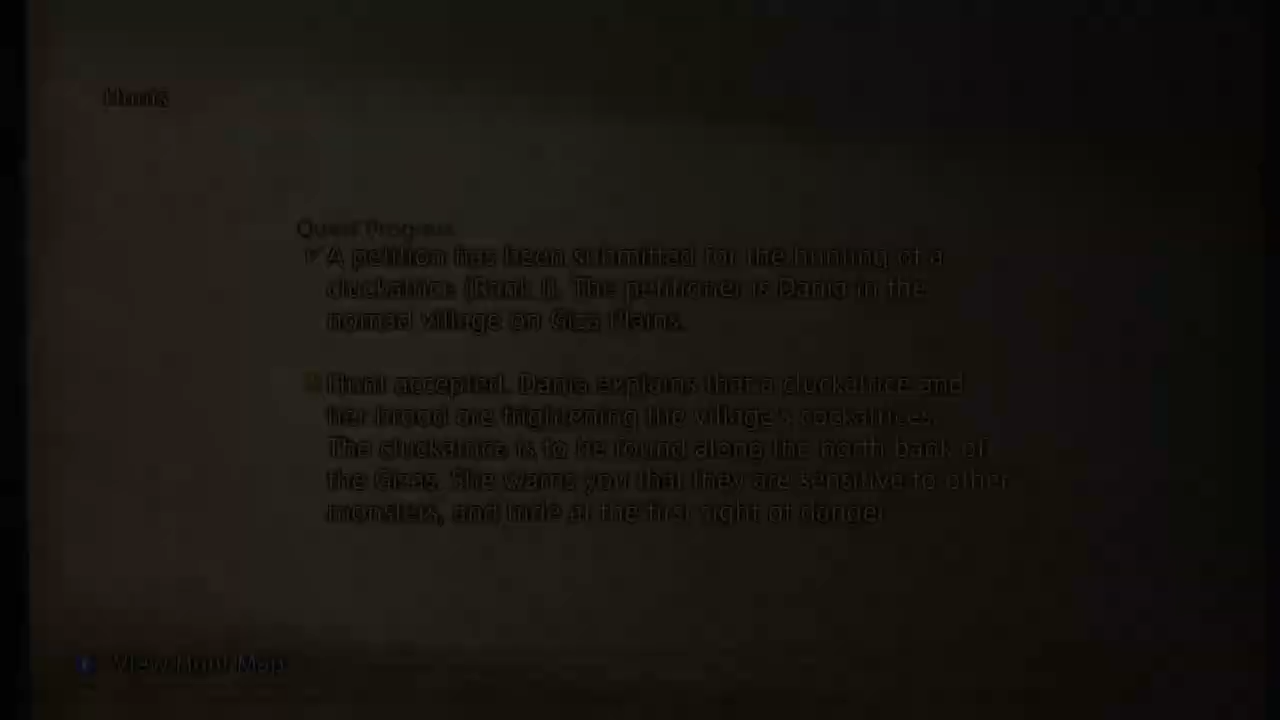 Hunts
Quest Progress
A petition has been submitted for the hunting of a
cluckatrice (Rank I). The petitioner is Dania in the
nomad village on Giza Plains.
Hunt accepted. Dania explains that a cluckatrice and
her brood are frightening the village's cockatrices.
The cluckatrice is to be found along the north bank of
the Gizas. She warns you that they are sensitive to other
monsters, and hide at the first sight of danger.
View Hunt Map